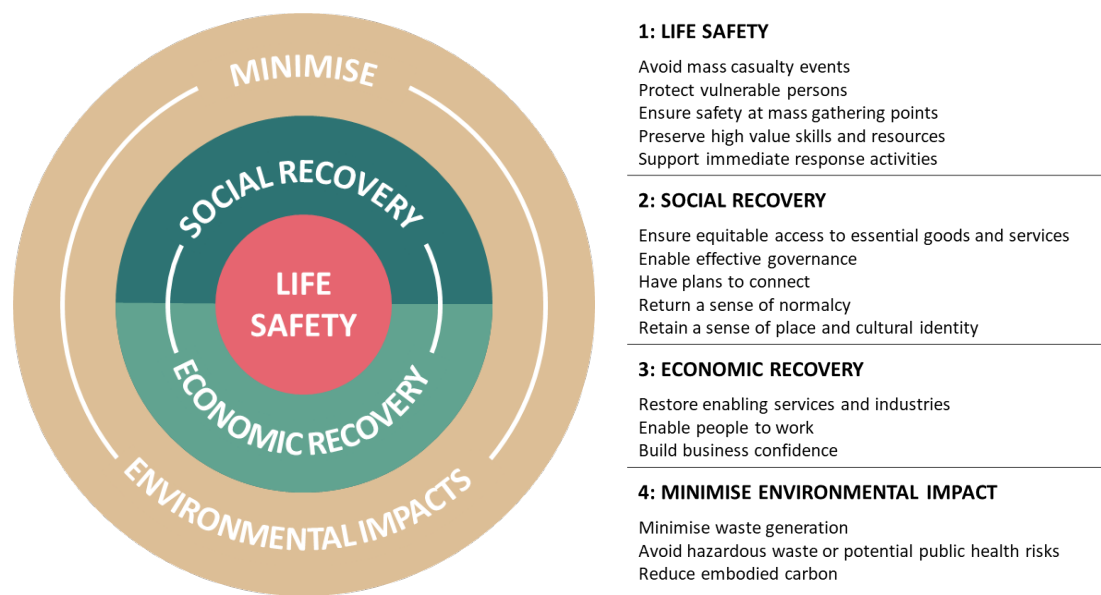 MINIMISE
SOCIAL RECOVERY
LIFE
SAFETY
ECONOMIC RECOVERY
ENVIRONMENTAL IMPACTS
1: LIFE SAFETY
Avoid mass casualty events
Protect vulnerable persons
Ensure safety at mass gathering points
Preserve high value skills and resources
Support immediate response activities
2: SOCIAL RECOVERY
Ensure equitable access to essential goods and services
Enable effective governance
Have plans to connect
Return a sense of normalcy
Retain a sense of place and cultural identity
3: ECONOMIC RECOVERY
Restore enabling services and industries
Enable people to work
Build business confidence
4: MINIMISE ENVIRONMENTAL IMPACT
Minimise waste generation
Avoid hazardous waste or potential public health risks
Reduce embodied carbon